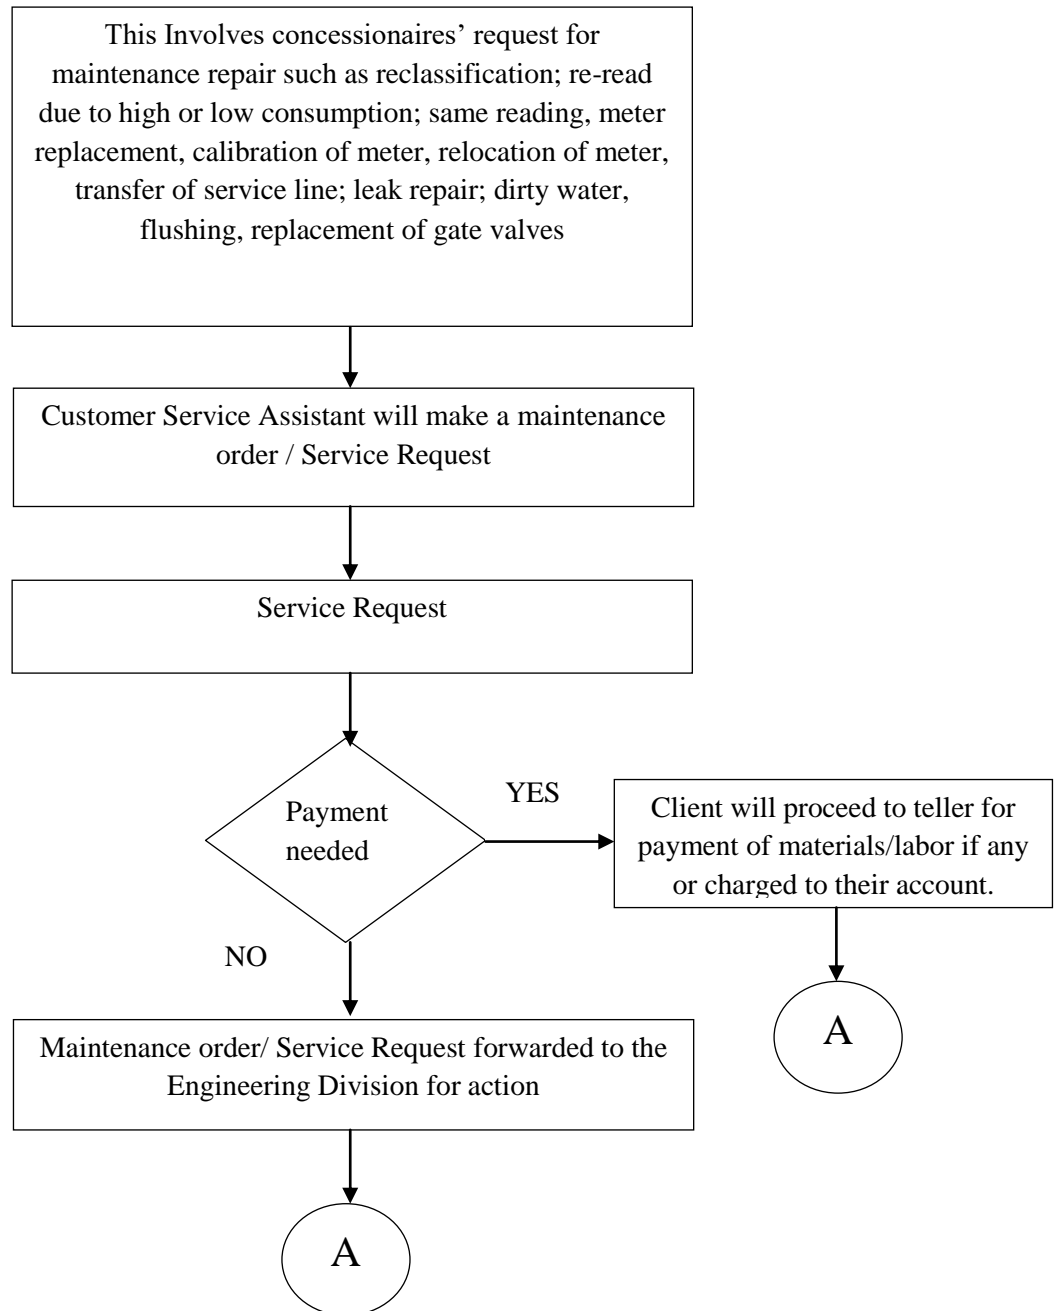 This Involves concessionaires’ request for
maintenance repair such as reclassification; re-read
due to high or low consumption; same reading, meter
replacement, calibration of meter, relocation of meter,
transfer of service line; leak repair; dirty water,
flushing, replacement of gate valves
Customer Service Assistant will make a maintenance
order / Service Request
Service Request
Payment
needed
YES
Client will proceed to teller for
payment of materials/labor if any
or charged to their account.
NO
A
Maintenance order/ Service Request forwarded to the
Engineering Division for action
A